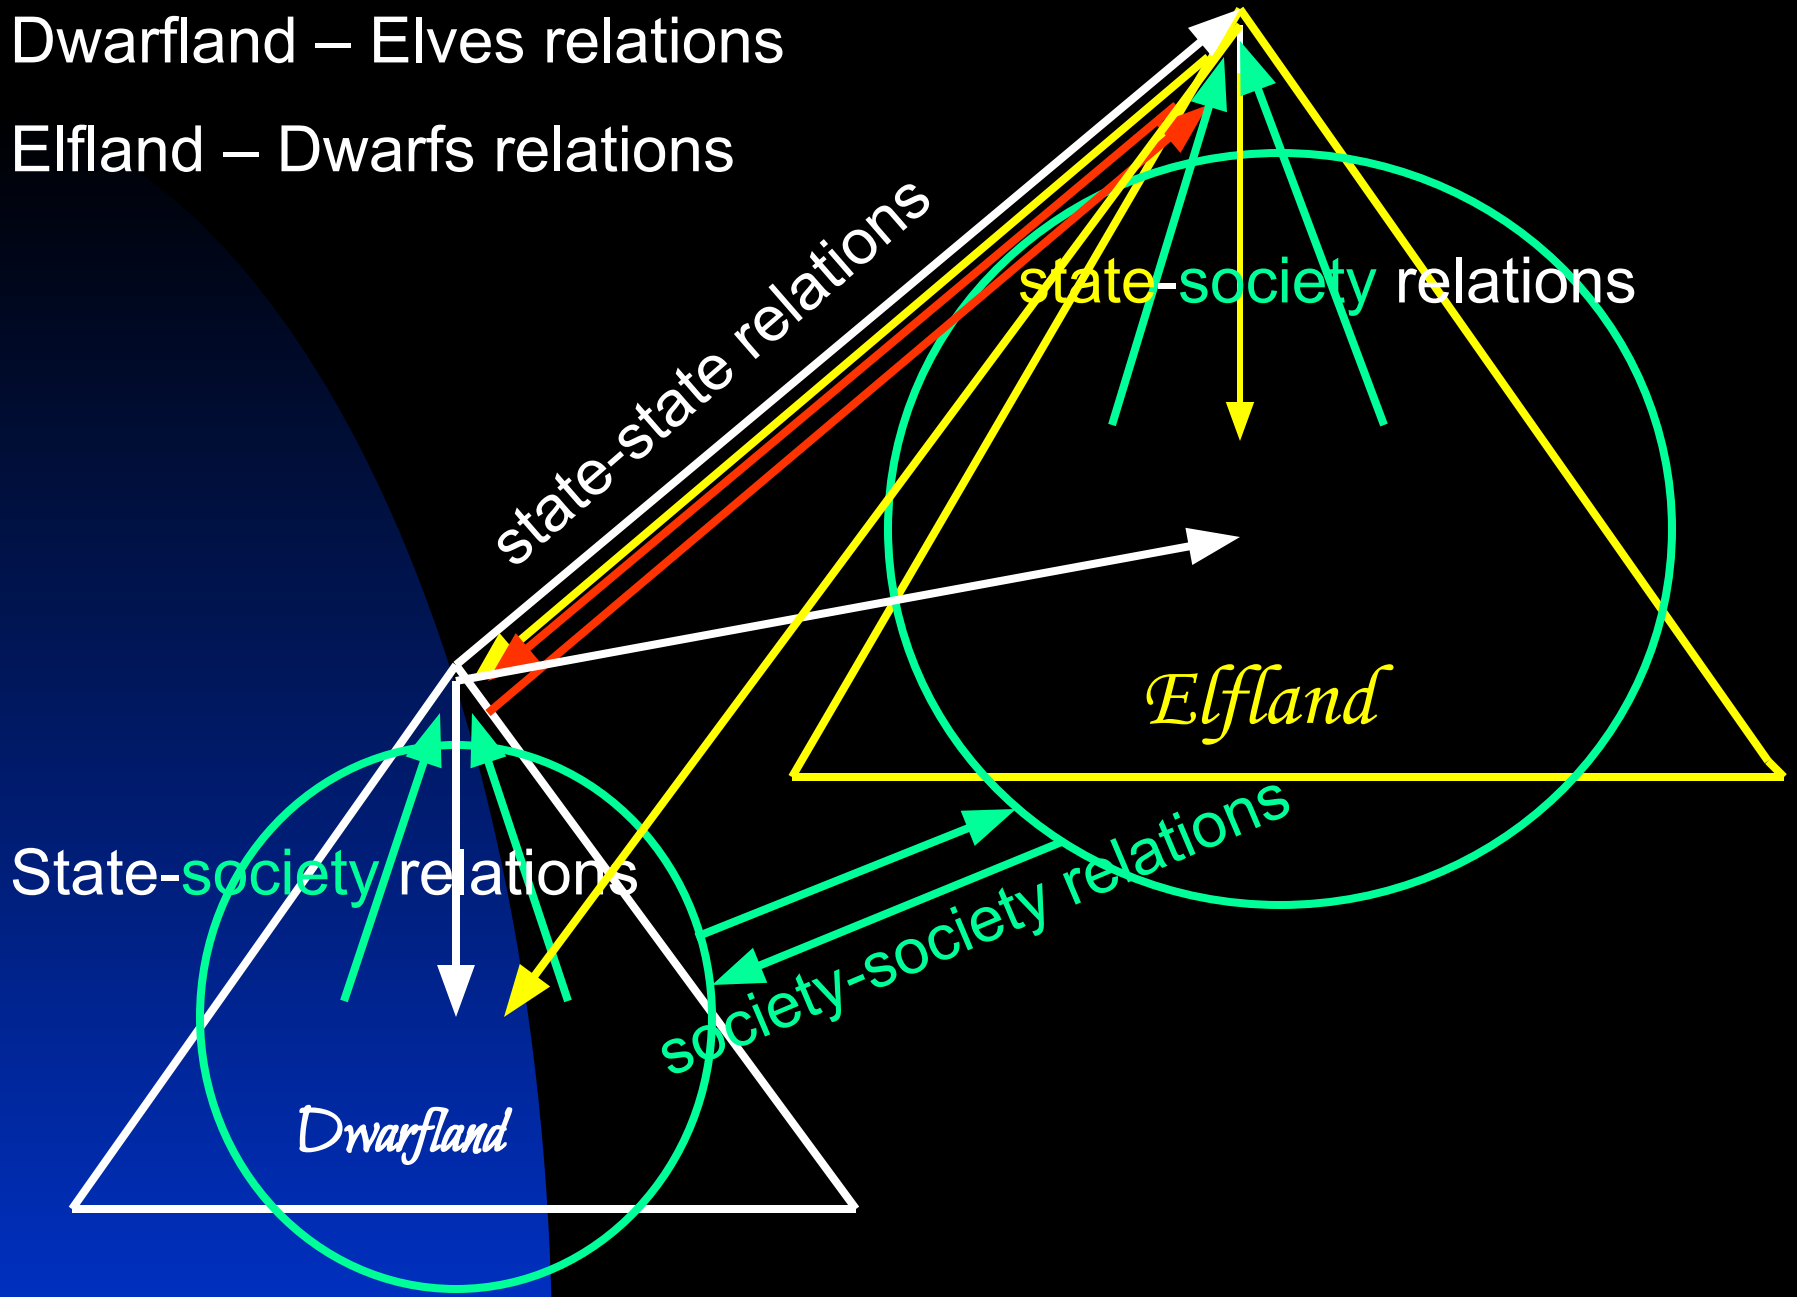 Dwarfland – Elves relations
Elfland – Dwarfs relations
state-state relations
state-society relations
Elfland
State-society relations
society-society relations
Dwarfland